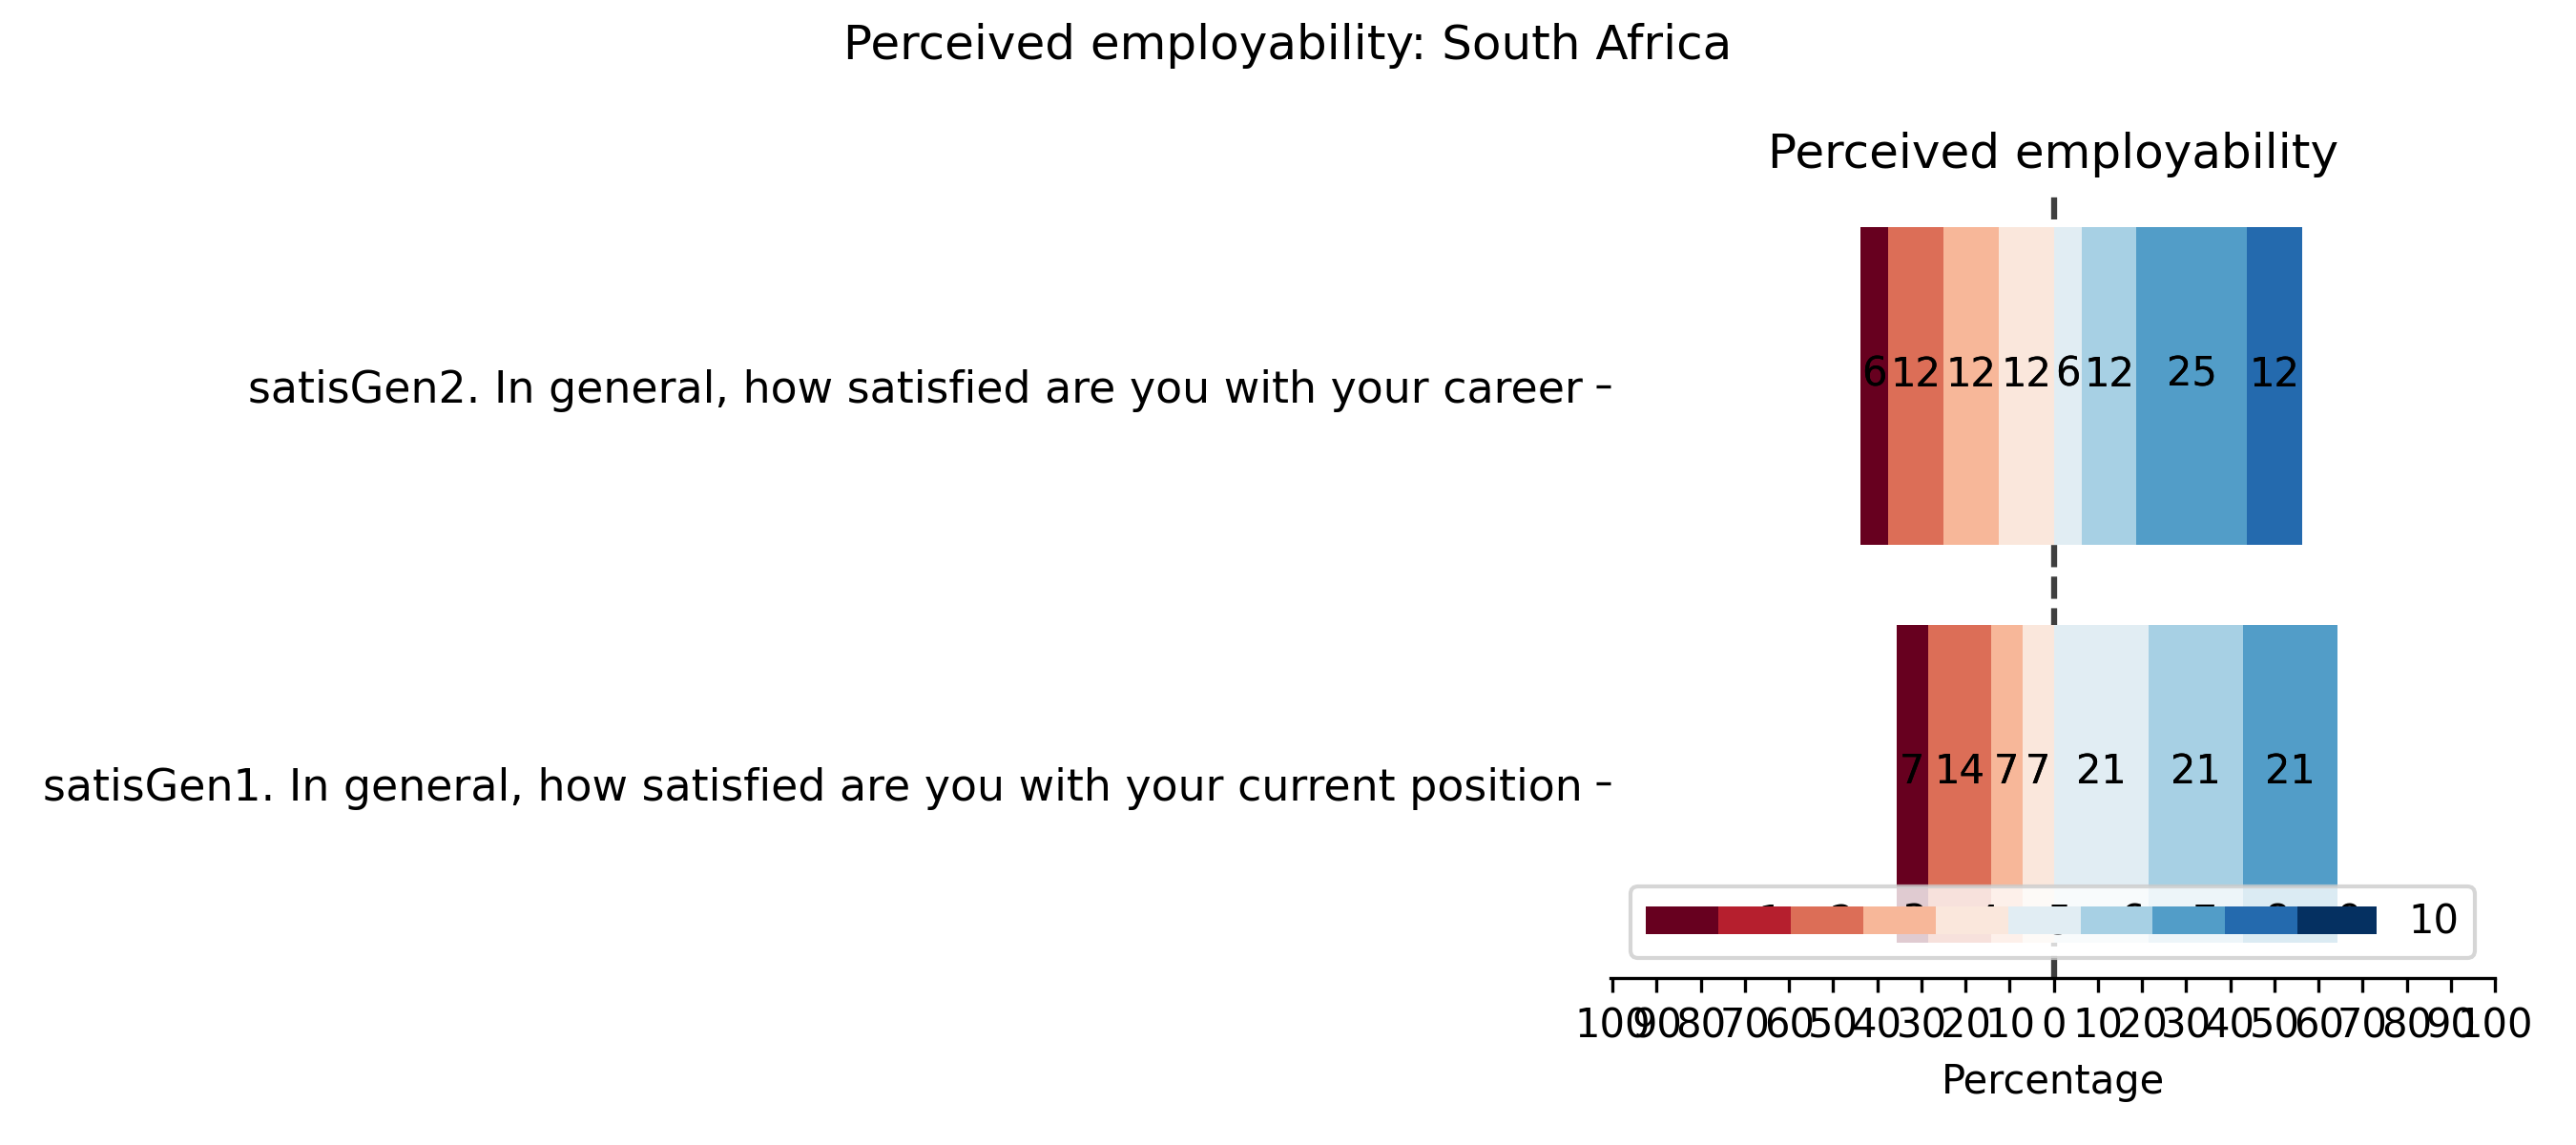 Perceived employability: South Africa
Perceived employability
satisGen2. In general, how satisfied are you with your career
6 12 12 12 6 12 25 12
satisGen1. In general, how satisfied are you with your current position
7 14 7 7 21 21 21
10
100 90 80 70 60 50 40 30 20 10 0 10 20 30 40 50 60 70 80 90 100
Percentage